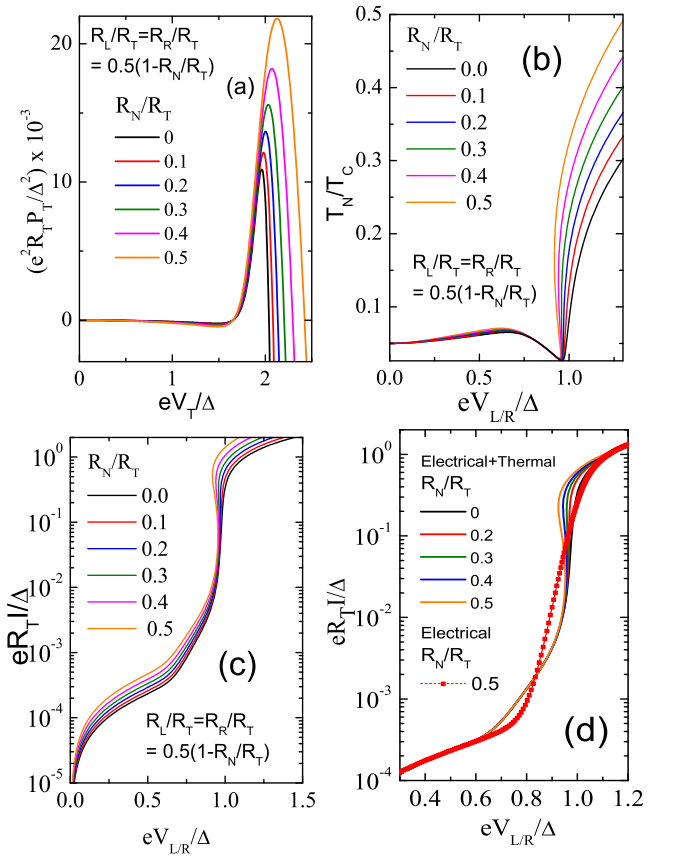 R_L/R_T=R_R/R_T
= 0.5(1-R_N/R_T)
(a)
R_N/R_T
0
0.1
0.2
0.3
0.4
0.5
(e²R_TP_T/Δ²) x 10⁻³
20
10
0
0 1 2
eV_T/Δ
R_N/R_T
(b)
0.0
0.1
0.2
0.3
0.4
0.5
R_L/R_T=R_R/R_T
= 0.5(1-R_N/R_T)
T_N/T_C
0.5
0.4
0.3
0.2
0.1
0.0 0.5 1.0
eV_L/R/Δ
R_N/R_T
0.0
0.1
0.2
0.3
0.4
0.5
(c)
R_L/R_T=R_R/R_T
= 0.5(1-R_N/R_T)
eR_TI/Δ
10⁰
10⁻¹
10⁻²
10⁻³
10⁻⁴
10⁻⁵
0.0 0.5 1.0 1.5
eV_L/R/Δ
Electrical+Thermal
R_N/R_T
0
0.2
0.3
0.4
0.5
Electrical
R_N/R_T
0.5
(d)
eR_TI/Δ
10⁰
10⁻¹
10⁻²
10⁻³
10⁻⁴
0.4 0.6 0.8 1.0 1.2
eV_L/R/Δ